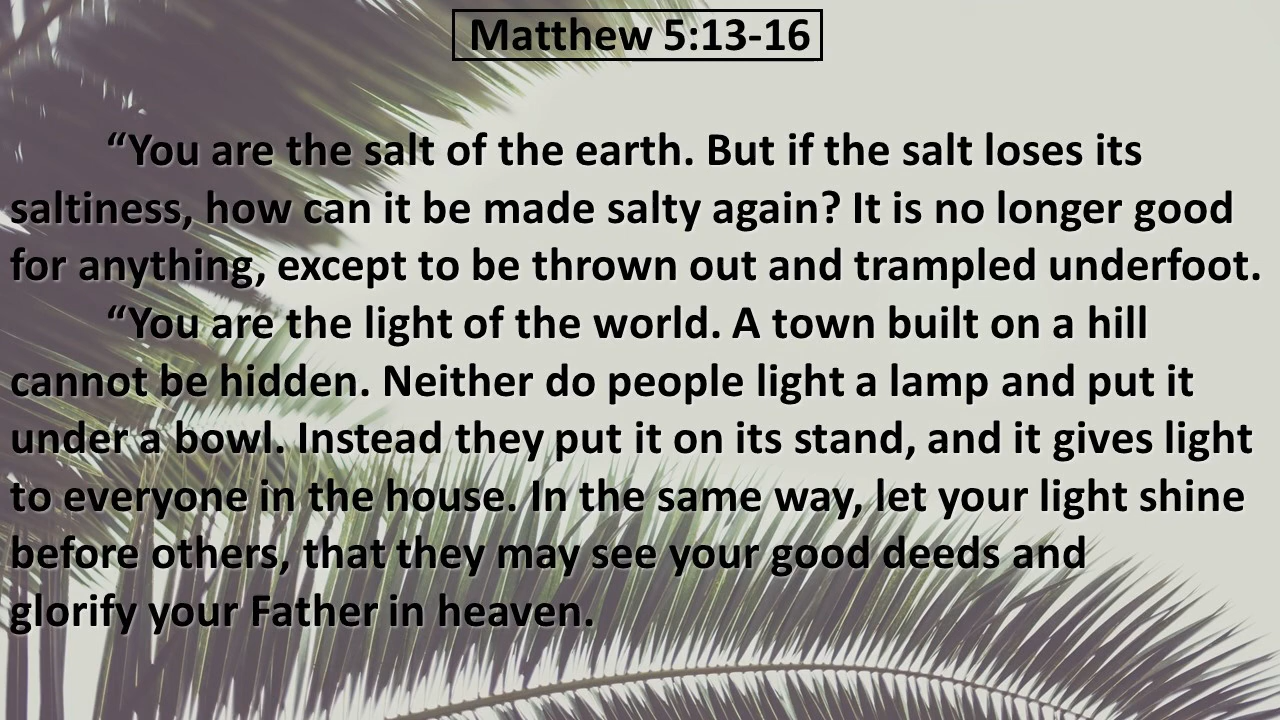 Matthew 5:13-16
“You are the salt of the earth. But if the salt loses its
saltiness, how can it be made salty again? It is no longer good
for anything, except to be thrown out and trampled underfoot.
“You are the light of the world. A town built on a hill
cannot be hidden. Neither do people light a lamp and put it
under a bowl. Instead they put it on its stand, and it gives light
to everyone in the house. In the same way, let your light shine
before others, that they may see your good deeds and
glorify your Father in heaven.